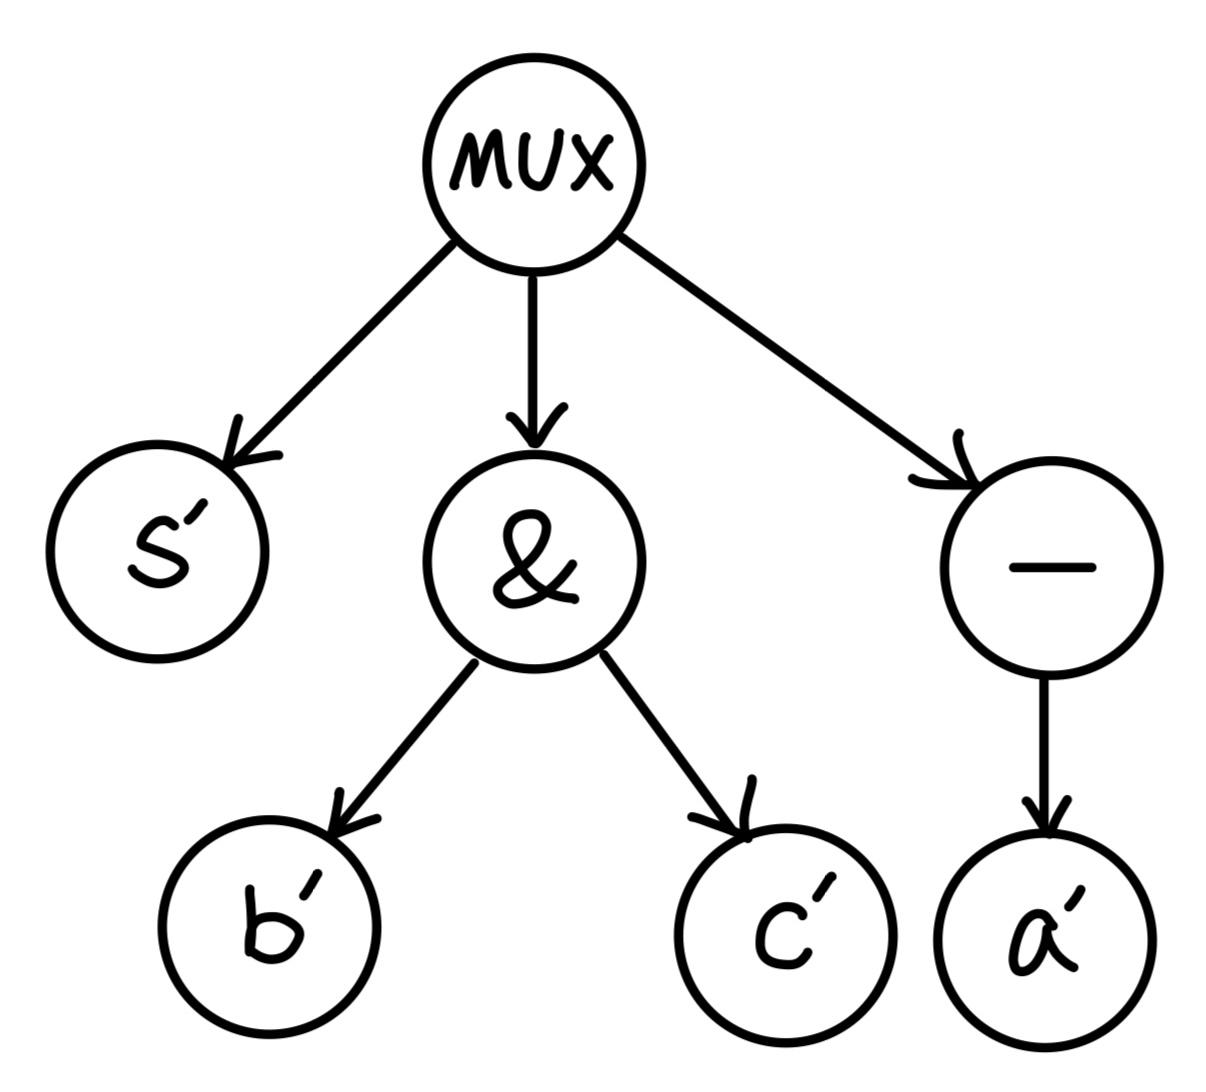 MUX
s′ & —
b′ c′ a′